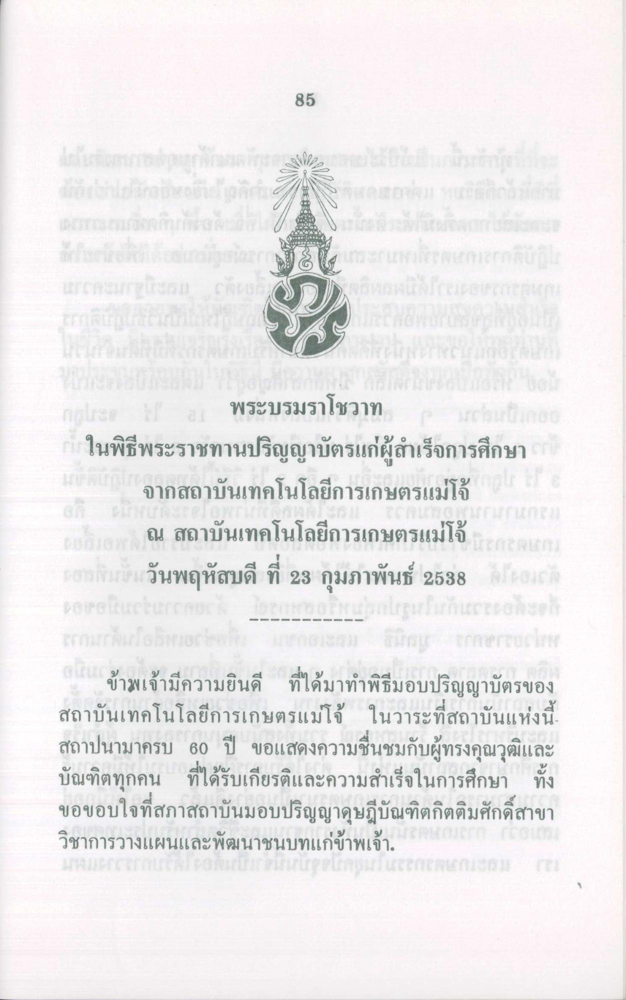 85
พระบรมราโชวาท
ในพิธีพระราชทานปริญญาบัตรแก่ผู้สำเร็จการศึกษา
จากสถาบันเทคโนโลยีการเกษตรแม่โจ้
ณ สถาบันเทคโนโลยีการเกษตรแม่โจ้
วันพฤหัสบดี ที่ 23 กุมภาพันธ์ 2538
-----------
ข้าพเจ้ามีความยินดี ที่ได้มาทำพิธีมอบปริญญาบัตรของ
สถาบันเทคโนโลยีการเกษตรแม่โจ้ ในวาระที่สถาบันแห่งนี้
สถาปนามาครบ 60 ปี ขอแสดงความชื่นชมกับผู้ทรงคุณวุฒิและ
บัณฑิตทุกคน ที่ได้รับเกียรติและความสำเร็จในการศึกษา ทั้ง
ขอขอบใจที่สภาสถาบันมอบปริญญาดุษฎีบัณฑิตกิตติมศักดิ์สาขา
วิชาการวางแผนและพัฒนาชนบทแก่ข้าพเจ้า.